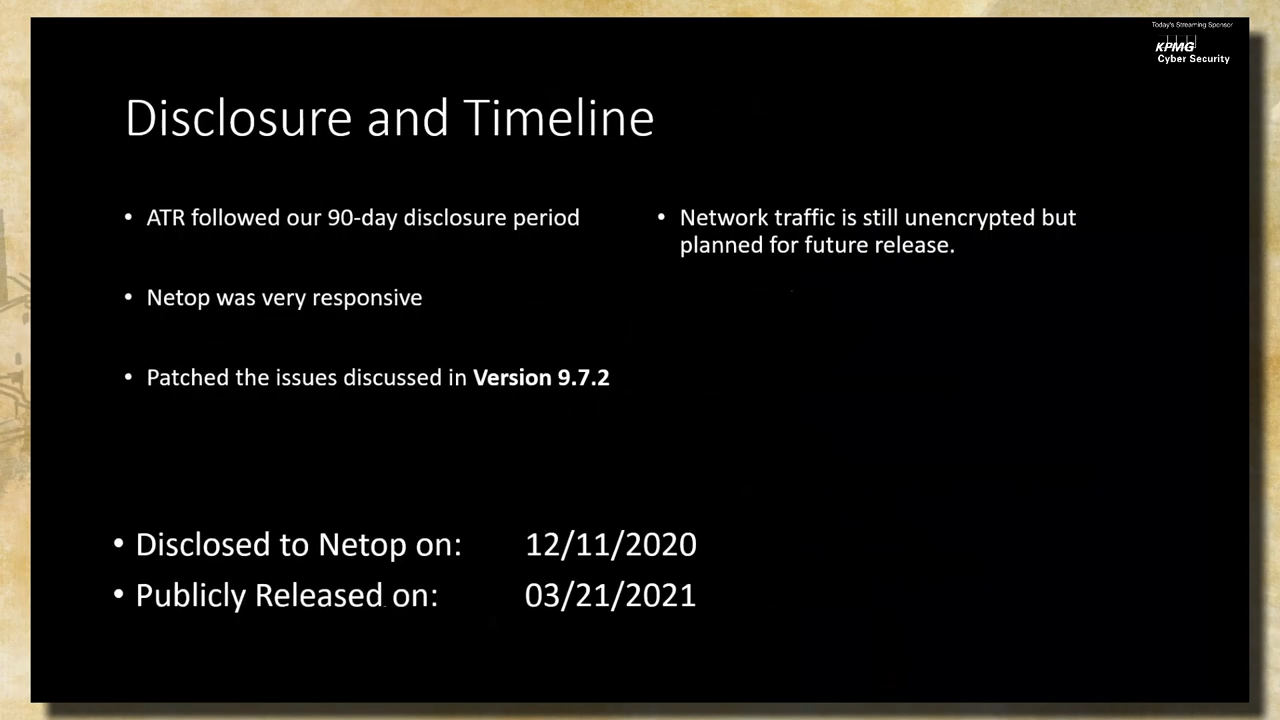 Today's Streaming Sponsor
KPMG
Cyber Security
Disclosure and Timeline
• ATR followed our 90-day disclosure period
• Netop was very responsive
• Patched the issues discussed in Version 9.7.2
• Network traffic is still unencrypted but
planned for future release.
• Disclosed to Netop on: 12/11/2020
• Publicly Released on: 03/21/2021